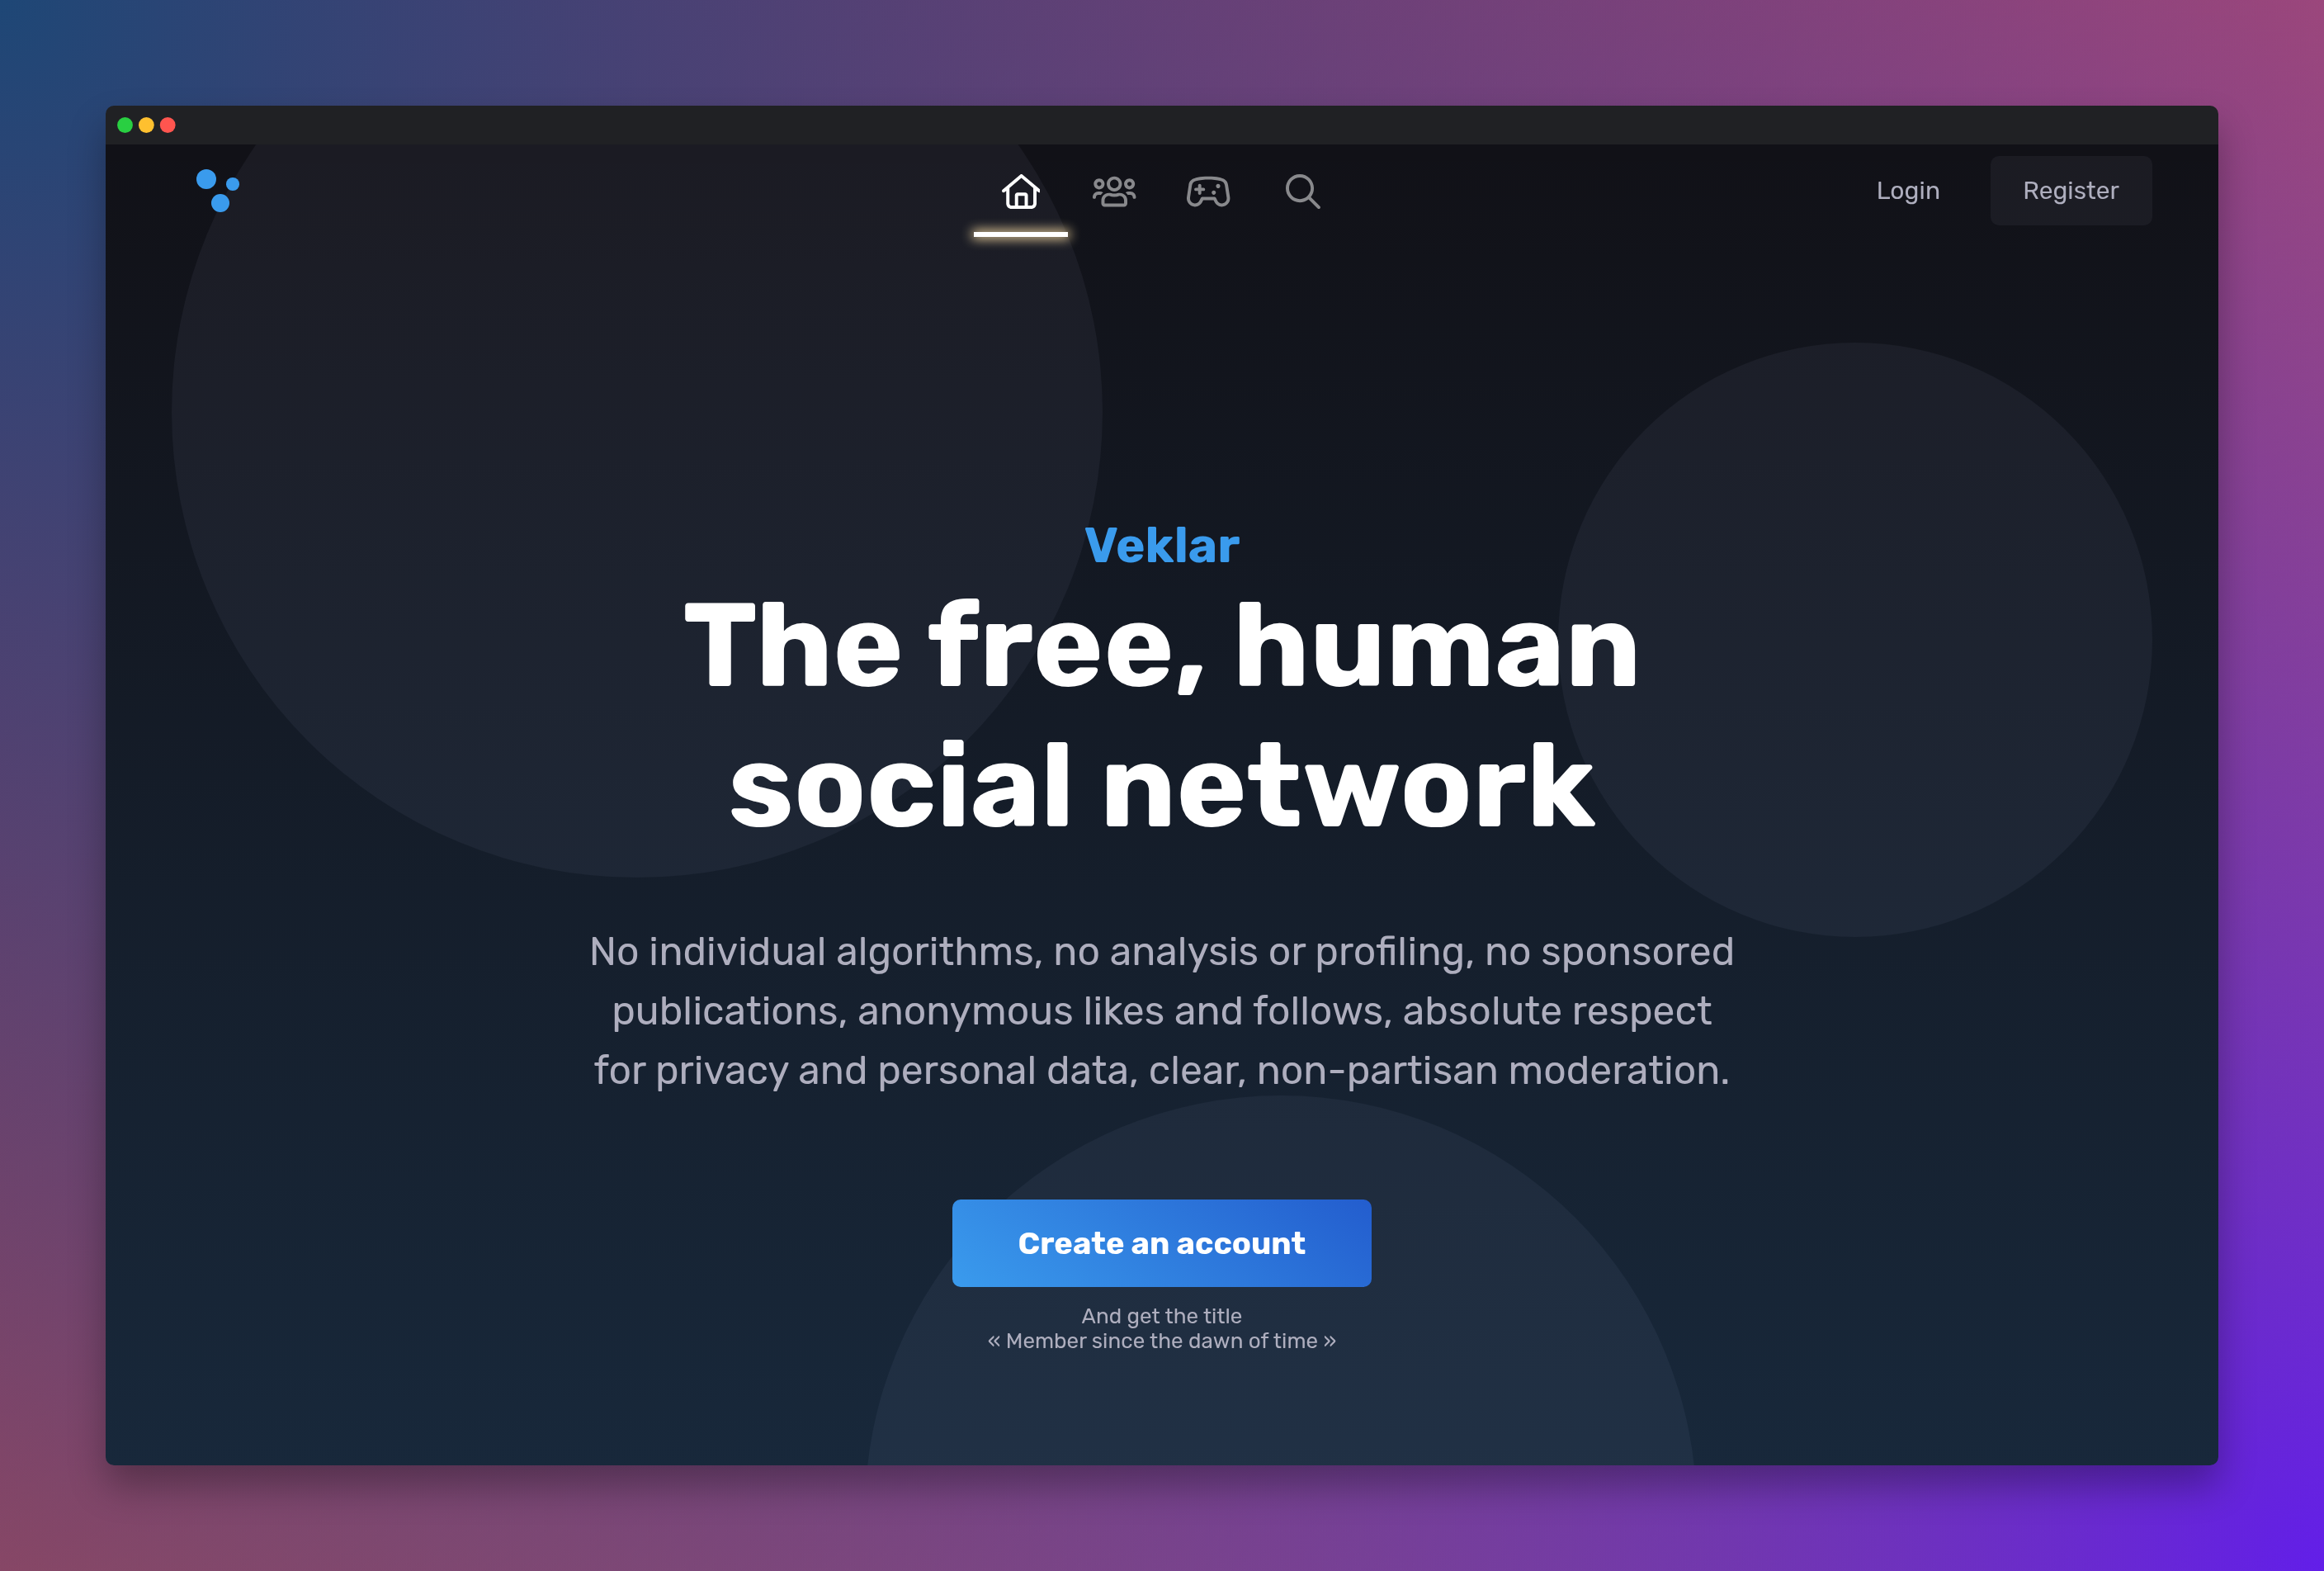 Login
Register
Veklar
The free, human
social network
No individual algorithms, no analysis or profiling, no sponsored
publications, anonymous likes and follows, absolute respect
for privacy and personal data, clear, non-partisan moderation.
Create an account
And get the title
« Member since the dawn of time »